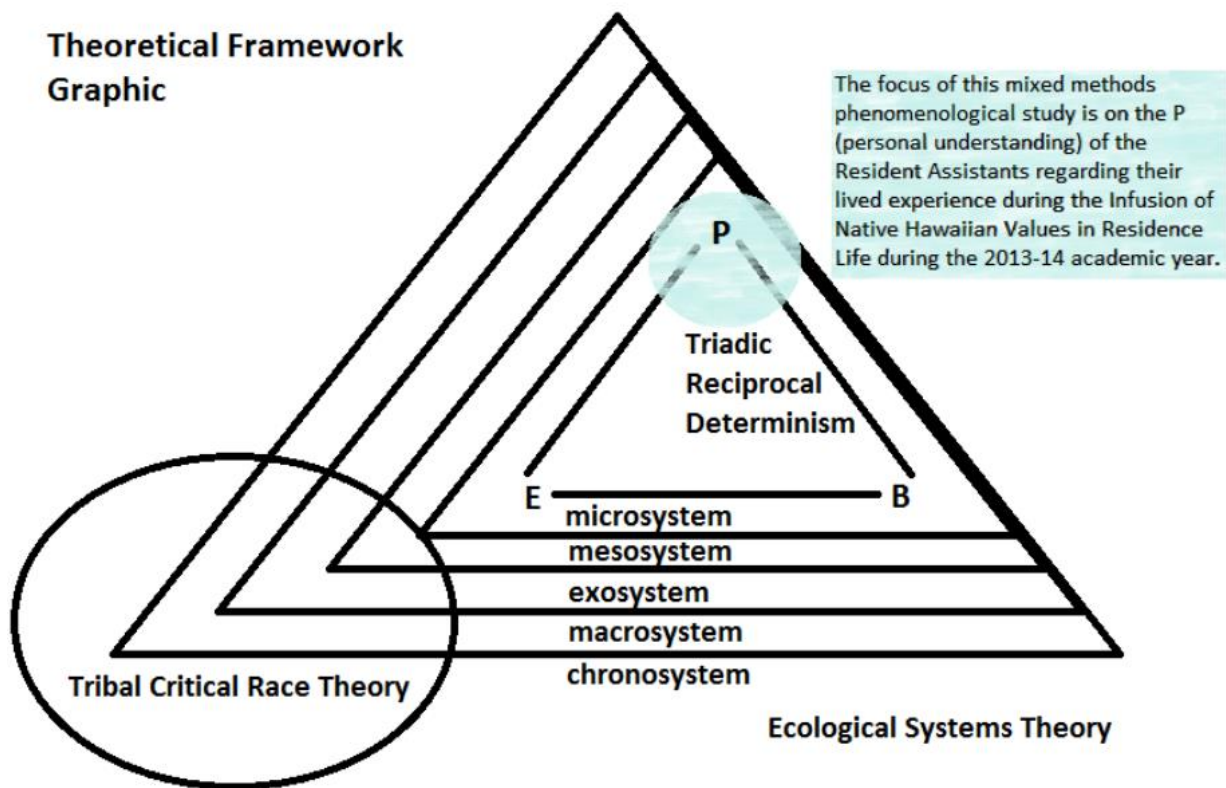 Theoretical Framework
Graphic
The focus of this mixed methods
phenomenological study is on the P
(personal understanding) of the
Resident Assistants regarding their
lived experience during the Infusion of
Native Hawaiian Values in Residence
Life during the 2013-14 academic year.
P
Triadic
Reciprocal
Determinism
E
B
microsystem
mesosystem
exosystem
macrosystem
chronosystem
Tribal Critical Race Theory
Ecological Systems Theory